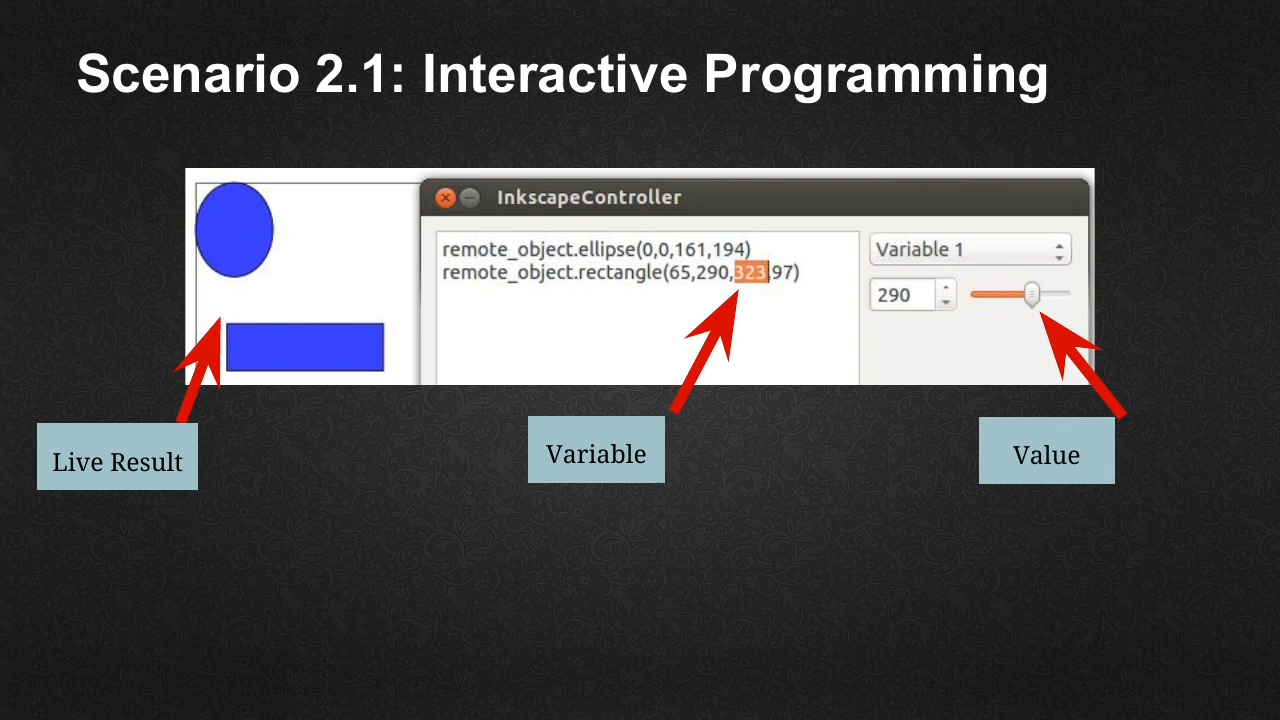 Scenario 2.1: Interactive Programming
InkscapeController
remote_object.ellipse(0,0,161,194)
remote_object.rectangle(65,290,323,97)
Variable 1
290
Live Result
Variable
Value